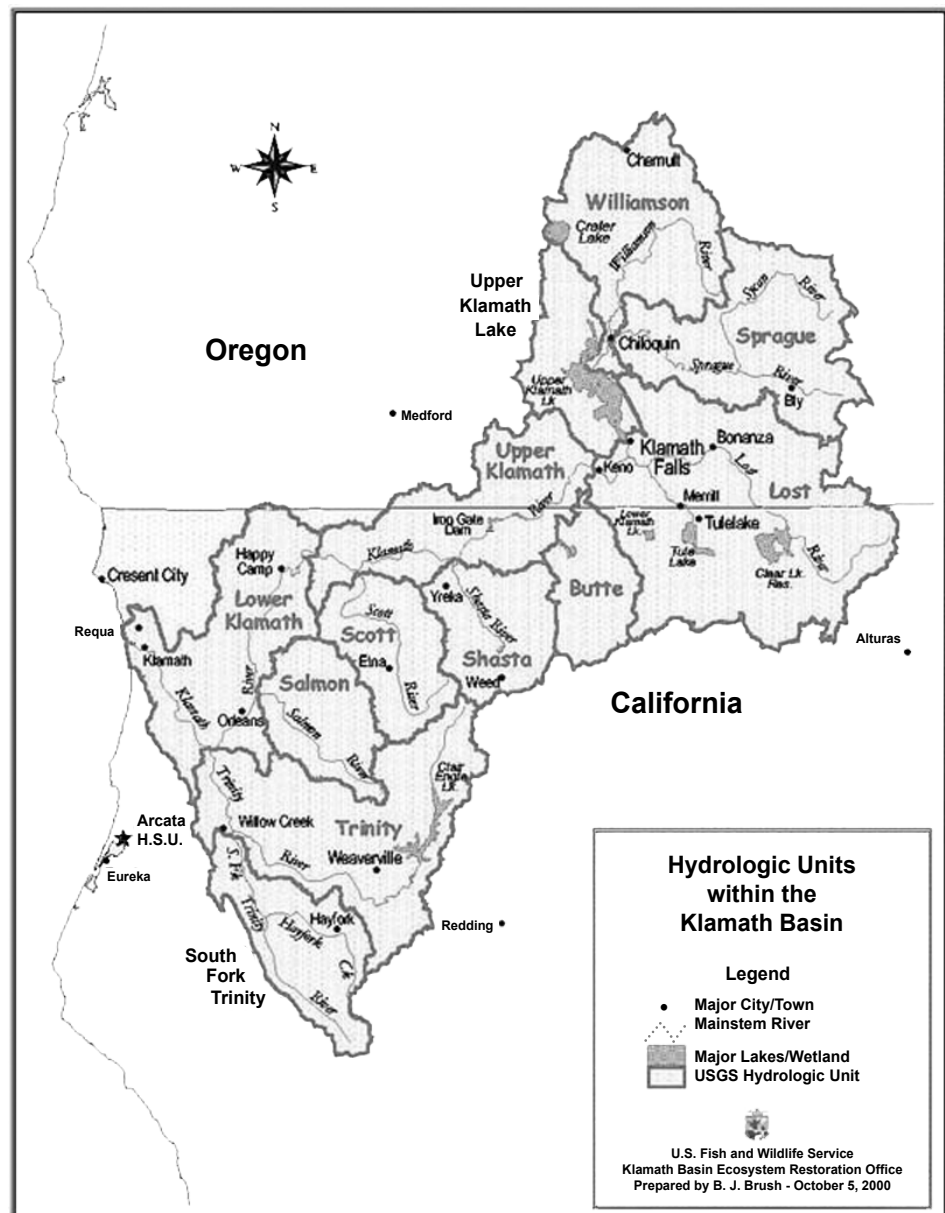 N
W E
S
Chemult
Williamson
Crater
Lake
Williamson
River
Upper
Klamath
Lake
Sycan
River
Sprague
Oregon
Chiloquin
Sprague
River
Bly
Upper
Klamath
Lk
Medford
Upper
Klamath
Klamath
Falls
Bonanza
Keno
Lost
Lost
River
Merrill
Tulelake
Lower
Klamath
Lk.
Tule
Lake
Clear Lk
Res.
River
Iron Gate
Dam
Klamath
River
Happy
Camp
Cresent City
Lower
Klamath
Yreka
Shasta River
Butte
Requa
Klamath
Scott
Scott
Etna
River
Shasta
Weed
Alturas
California
Salmon
Salmon
River
River
Orleans
Klamath
Clair
Engle
Lk.
Trinity
Trinity
River
Willow Creek
Weaverville
Arcata
H.S.U.
Eureka
S. Fk
Trinity
River
Hayfork
Hayfork
Ck
Redding
South
Fork
Trinity
Hydrologic Units
within the
Klamath Basin
Legend
Major City/Town
Mainstem River
Major Lakes/Wetland
USGS Hydrologic Unit
U.S. Fish and Wildlife Service
Klamath Basin Ecosystem Restoration Office
Prepared by B. J. Brush - October 5, 2000